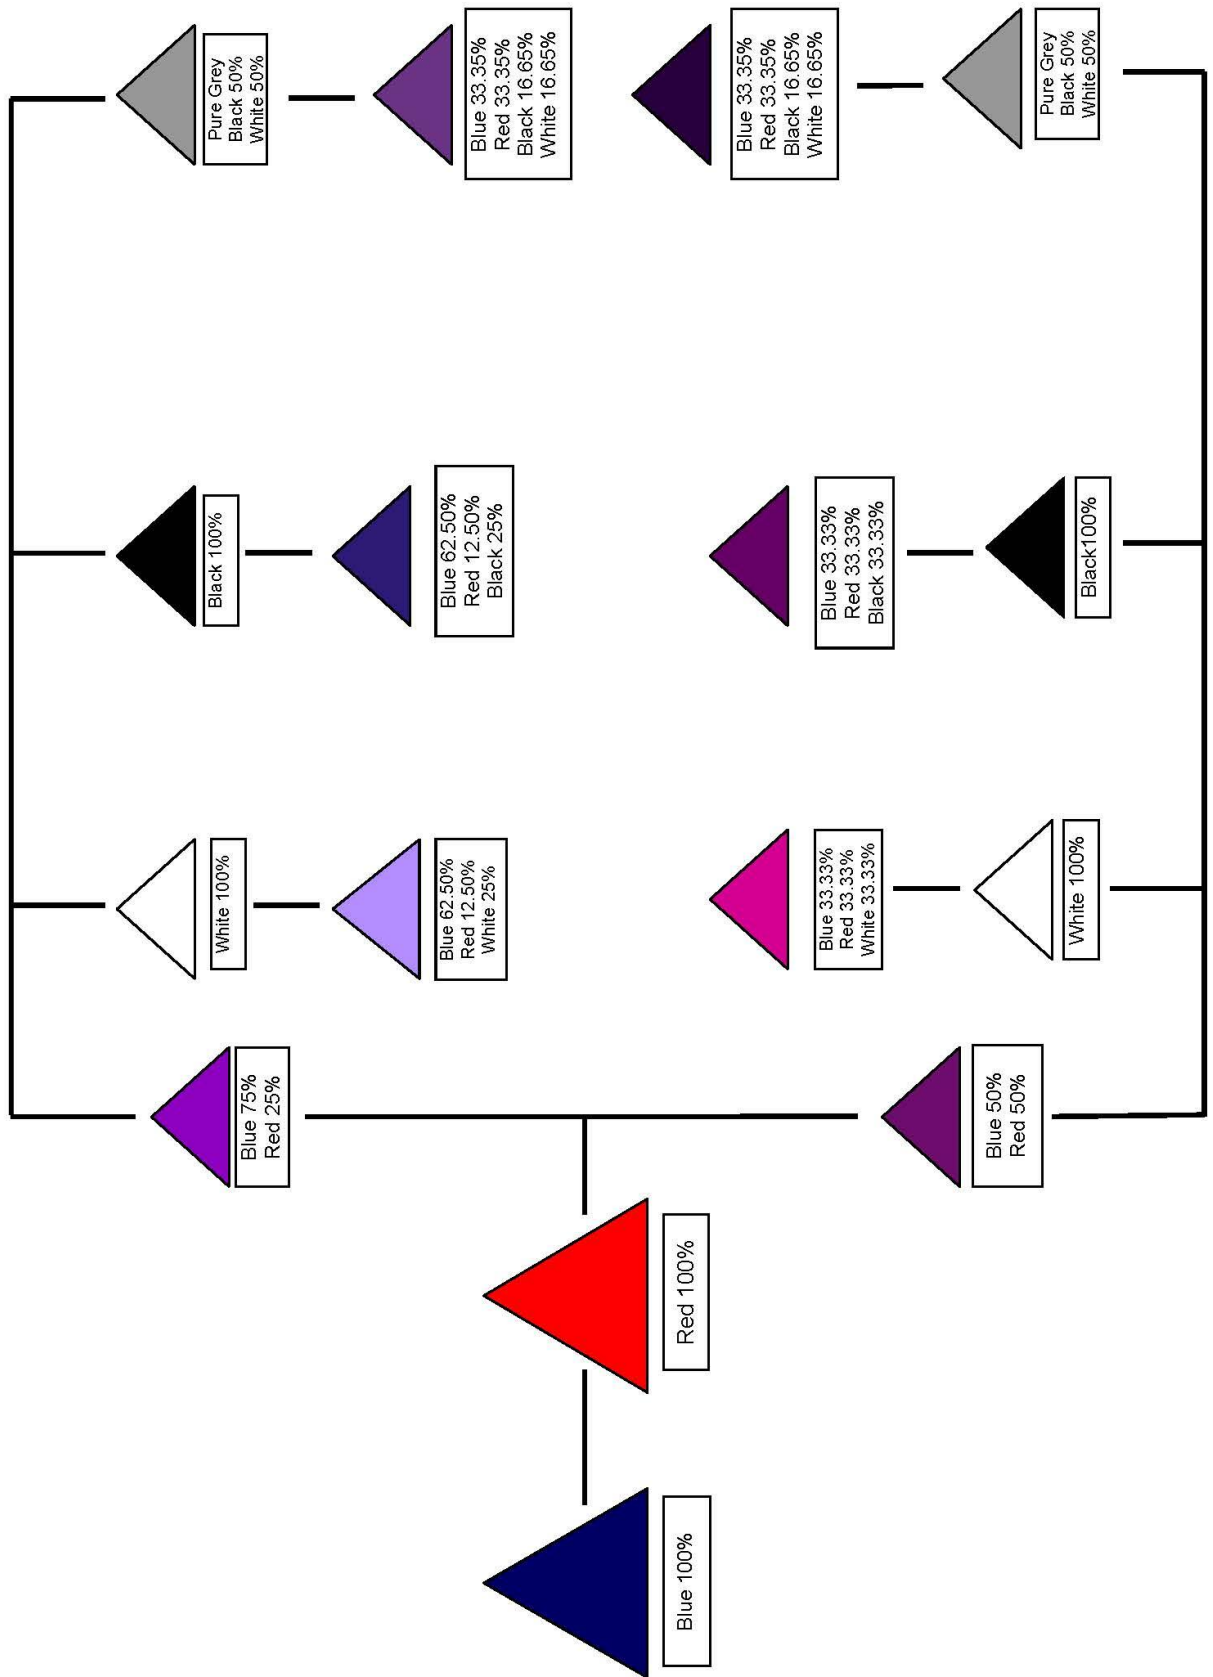 Blue 75%
Red 25%
White 100%
Black 100%
Pure Grey
Black 50%
White 50%
Blue 62.50%
Red 12.50%
White 25%
Blue 62.50%
Red 12.50%
Black 25%
Blue 33.35%
Red 33.35%
Black 16.65%
White 16.65%
Blue 100%
Red 100%
Blue 33.33%
Red 33.33%
White 33.33%
Blue 33.33%
Red 33.33%
Black 33.33%
Blue 33.35%
Red 33.35%
Black 16.65%
White 16.65%
Blue 50%
Red 50%
White 100%
Black100%
Pure Grey
Black 50%
White 50%